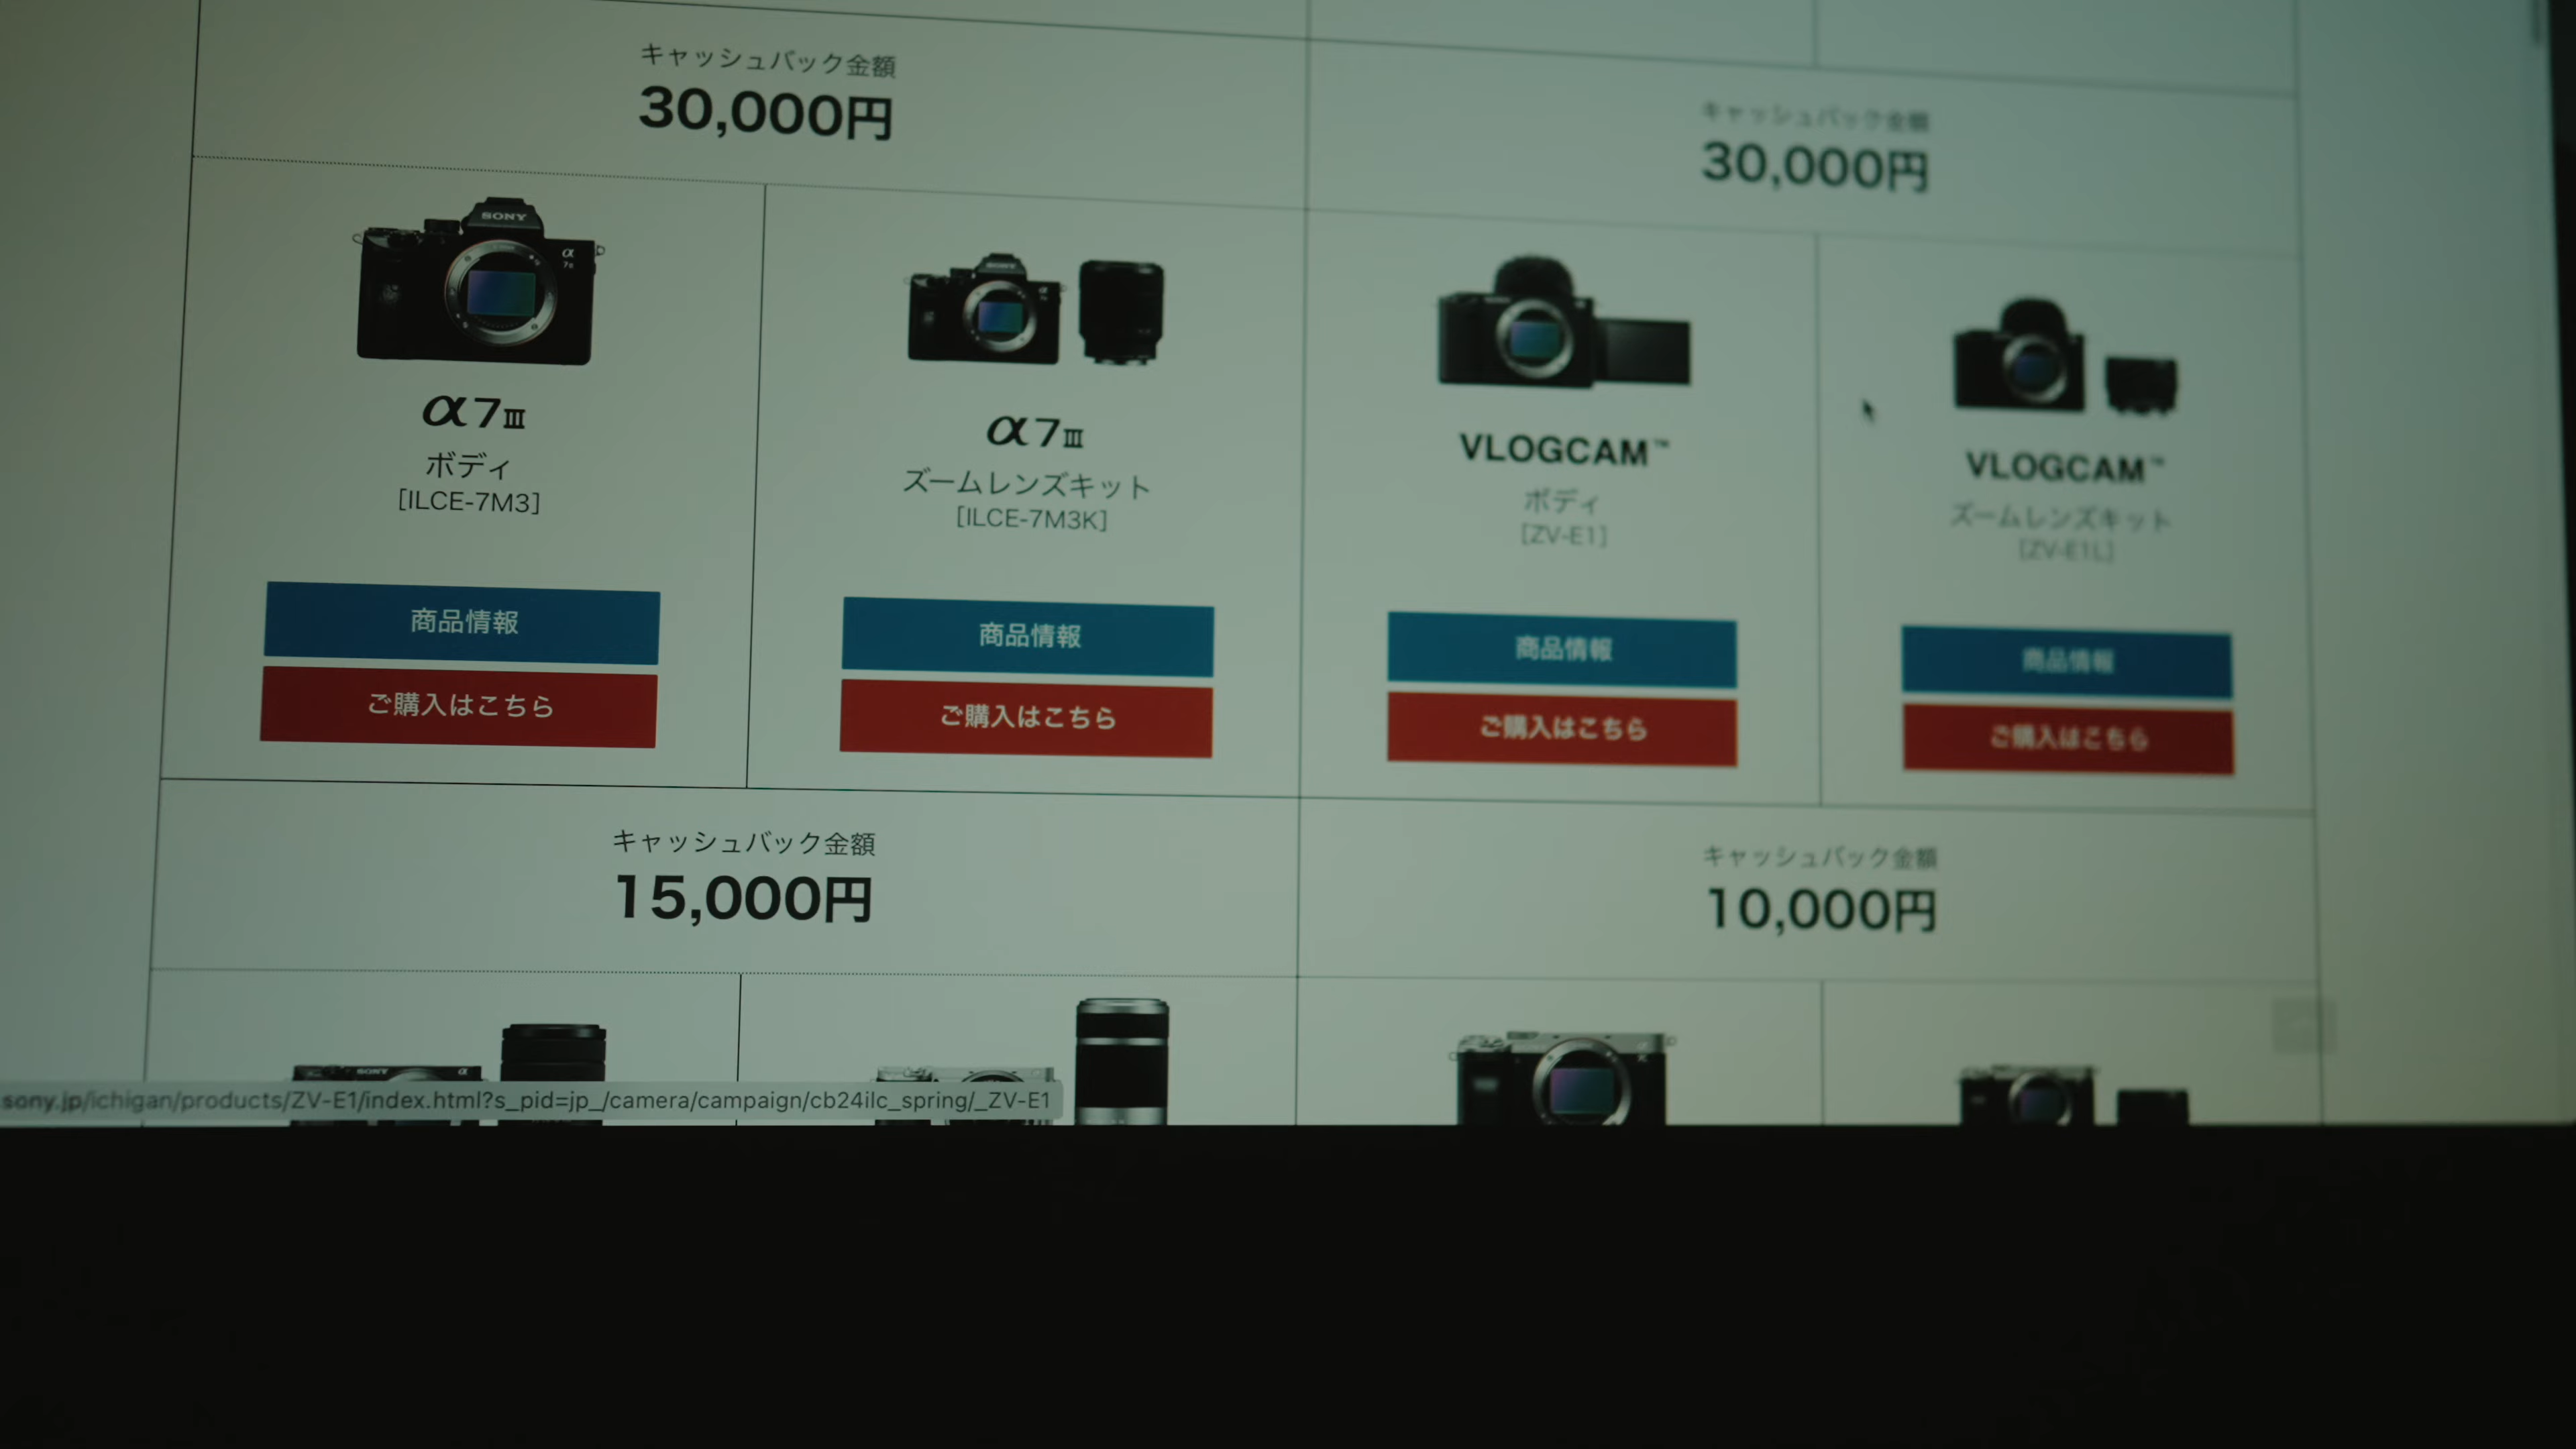 キャッシュバック金額
30,000円
キャッシュバック金額
30,000円
SONY
α
α7III
ボディ
[ILCE-7M3]
SONY
α7III
ズームレンズキット
[ILCE-7M3K]
VLOGCAM™
ボディ
[ZV-E1]
VLOGCAM™
ズームレンズキット
[ZV-E1L]
商品情報
商品情報
商品情報
商品情報
ご購入はこちら
ご購入はこちら
ご購入はこちら
ご購入はこちら
キャッシュバック金額
15,000円
キャッシュバック金額
10,000円
SONY α
sony.jp/ichigan/products/ZV-E1/index.html?s_pid=jp_/camera/campaign/cb24ilc_spring/_ZV-E1